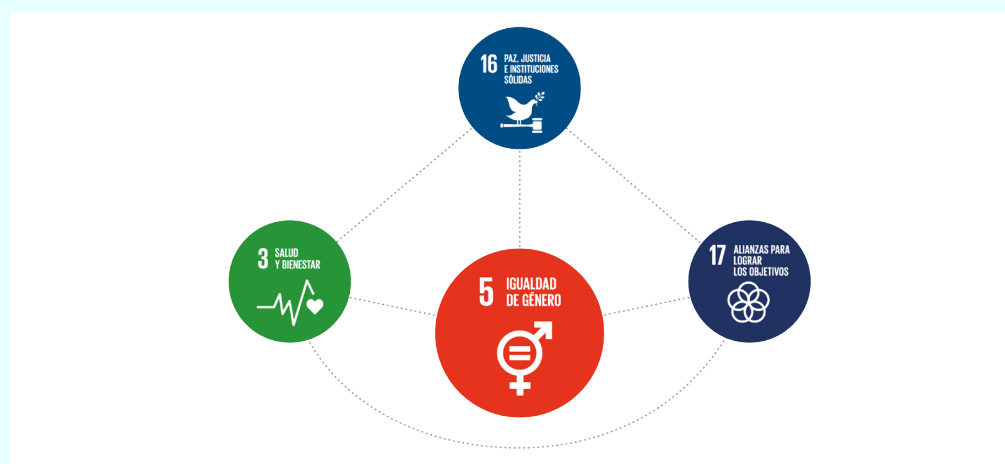 16 PAZ, JUSTICIA
E INSTITUCIONES
SÓLIDAS
3 SALUD
Y BIENESTAR
5 IGUALDAD
DE GÉNERO
17 ALIANZAS PARA
LOGRAR
LOS OBJETIVOS